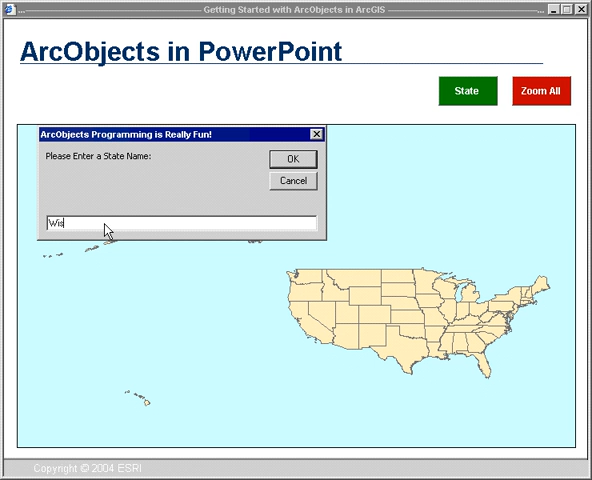 Getting Started with ArcObjects in ArcGIS
ArcObjects in PowerPoint
State
Zoom All
ArcObjects Programming is Really Fun!
Please Enter a State Name:
OK
Cancel
Wis
Copyright © 2004 ESRI